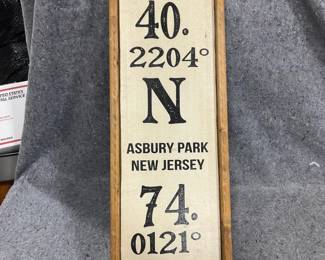 40.
2204°
N
ASBURY PARK
NEW JERSEY
74.
0121°